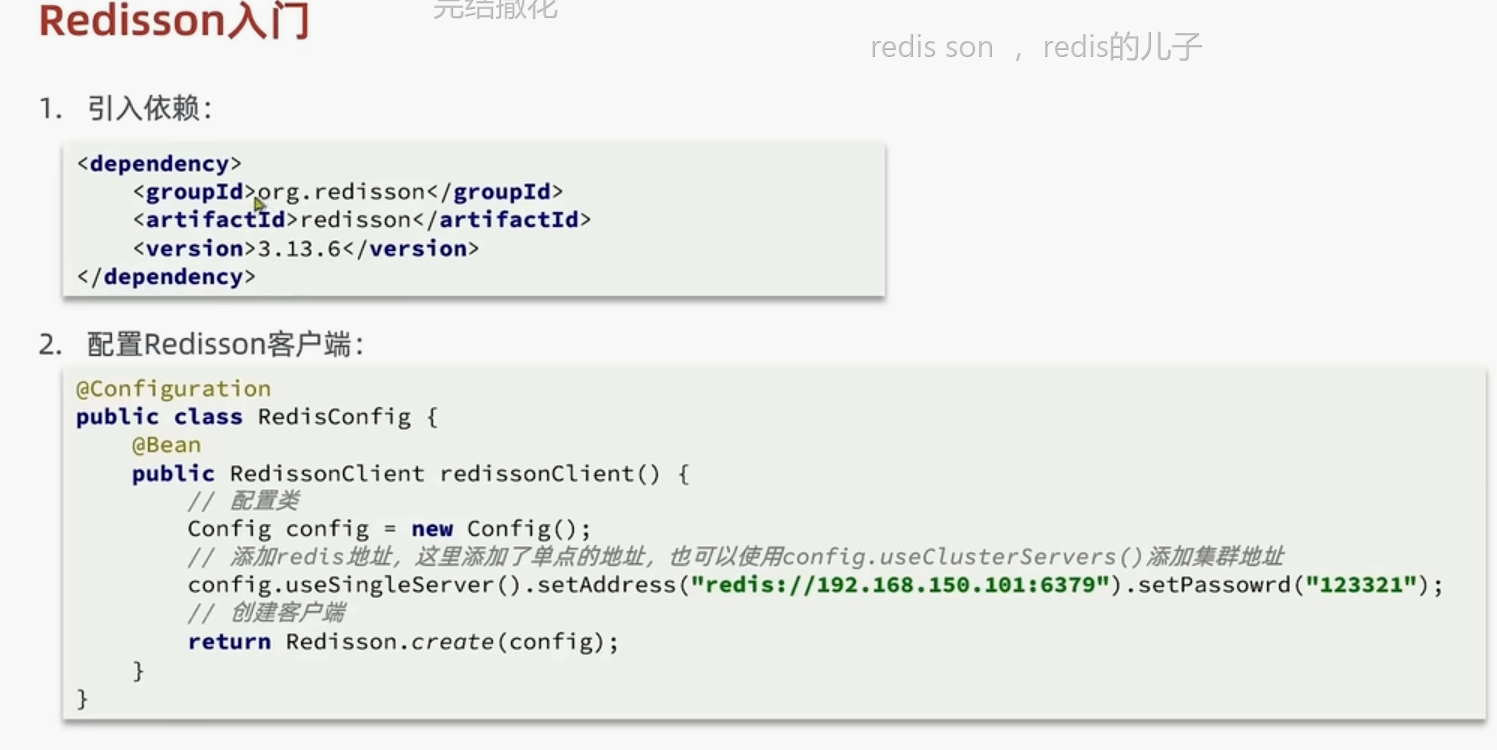 Redisson入门
完结撒花
redis son ，redis的儿子
1. 引入依赖：
<dependency>
    <groupId>org.redisson</groupId>
    <artifactId>redisson</artifactId>
    <version>3.13.6</version>
</dependency>
2. 配置Redisson客户端：
@Configuration
public class RedisConfig {
    @Bean
    public RedissonClient redissonClient() {
        // 配置类
        Config config = new Config();
        // 添加redis地址，这里添加了单点的地址，也可以使用config.useClusterServers()添加集群地址
        config.useSingleServer().setAddress("redis://192.168.150.101:6379").setPassowrd("123321");
        // 创建客户端
        return Redisson.create(config);
    }
}